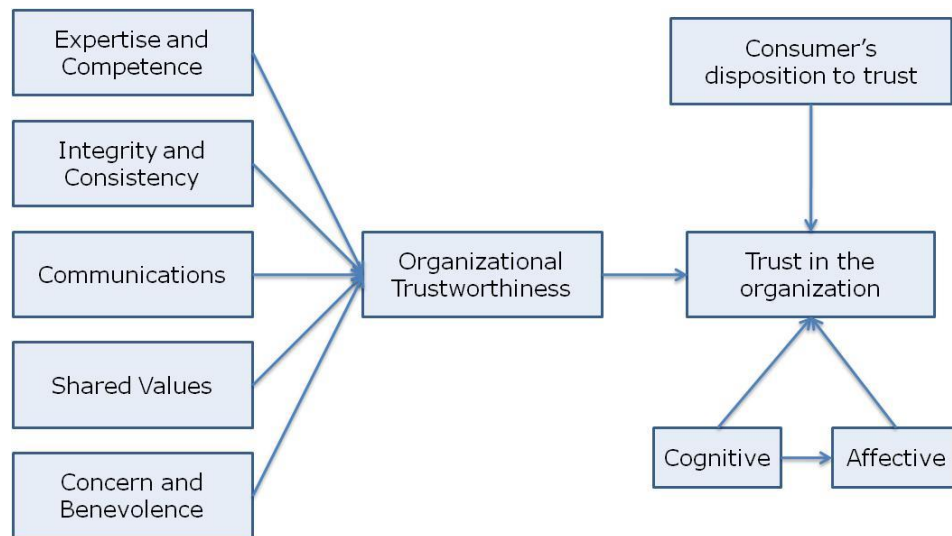 Expertise and
Competence
Integrity and
Consistency
Communications
Shared Values
Concern and
Benevolence
Organizational
Trustworthiness
Consumer’s
disposition to trust
Trust in the
organization
Cognitive
Affective